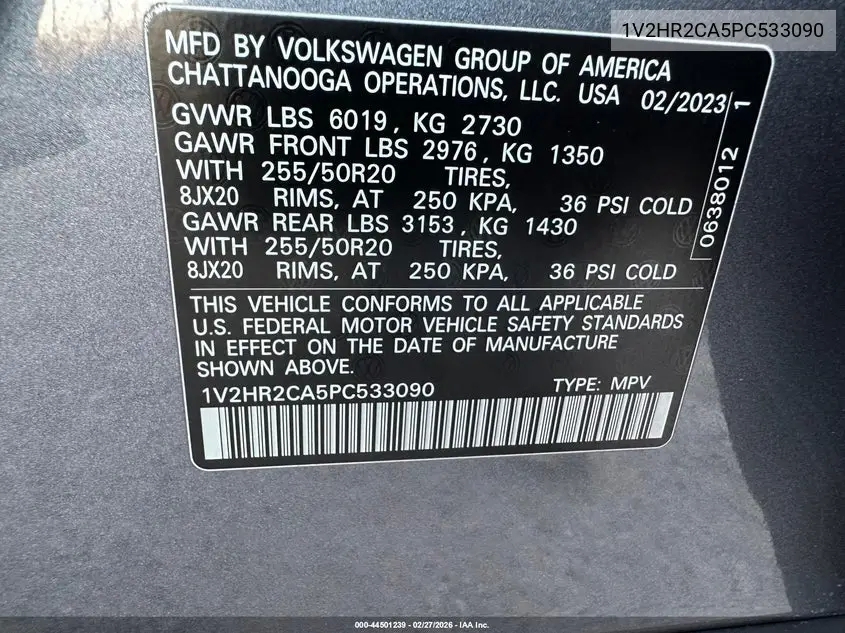 1V2HR2CA5PC533090
MFD BY VOLKSWAGEN GROUP OF AMERICA
CHATTANOOGA OPERATIONS, LLC. USA 02/2023 1
GVWR LBS 6019, KG 2730
GAWR FRONT LBS 2976, KG 1350
WITH 255/50R20 TIRES,
8JX20 RIMS, AT 250 KPA, 36 PSI COLD
GAWR REAR LBS 3153, KG 1430
WITH 255/50R20 TIRES,
8JX20 RIMS, AT 250 KPA, 36 PSI COLD
0638012
THIS VEHICLE CONFORMS TO ALL APPLICABLE
U.S. FEDERAL MOTOR VEHICLE SAFETY STANDARDS
IN EFFECT ON THE DATE OF MANUFACTURE
SHOWN ABOVE.
1V2HR2CA5PC533090 TYPE: MPV
000-44501239 - 02/27/2026 - IAA Inc.